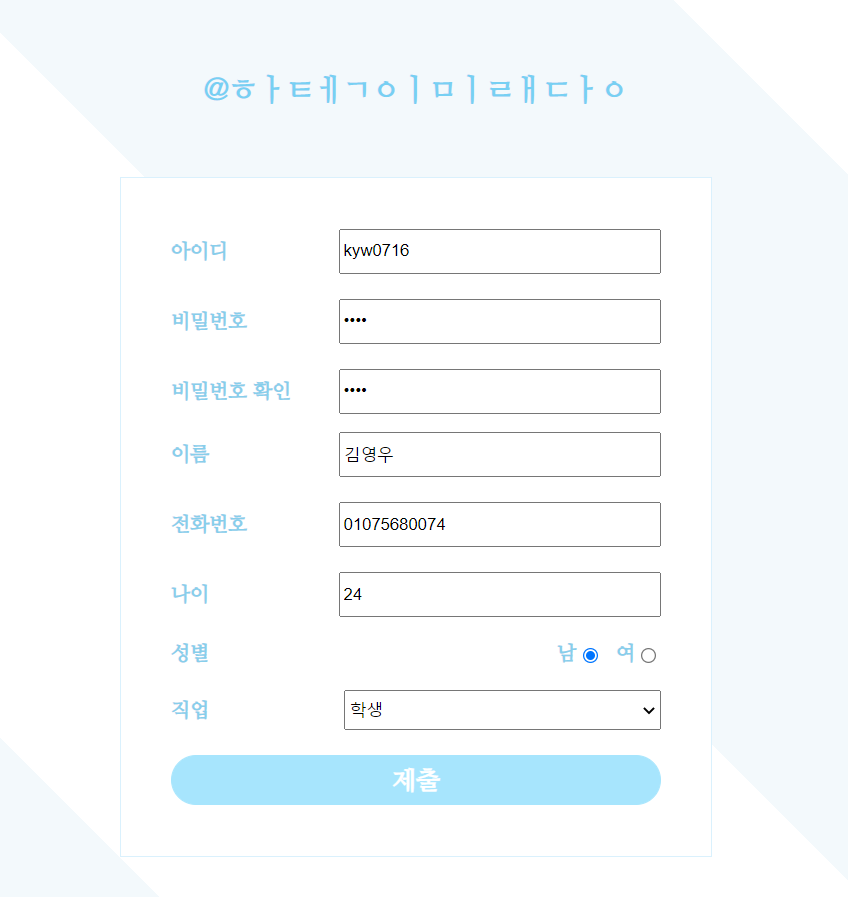 @ㅎㅏㅌㅔㄱㅇㅣㅁㅣㄹㅐㄷㅏㅇ
아이디 kyw0716
비밀번호 ••••
비밀번호 확인 ••••
이름 김영우
전화번호 01075680074
나이 24
성별 남 여
직업 학생
제출